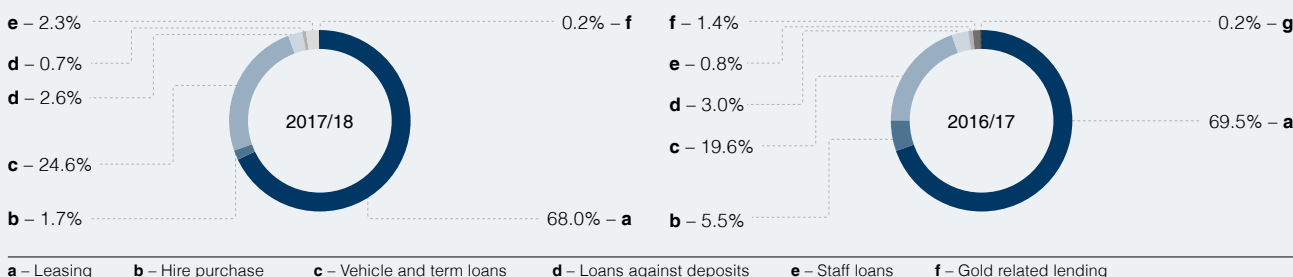 e – 2.3%
0.2% – f
d – 0.7%
d – 2.6%
2017/18
c – 24.6%
b – 1.7%
68.0% – a
f – 1.4%
0.2% – g
e – 0.8%
d – 3.0%
2016/17
69.5% – a
c – 19.6%
b – 5.5%
a – Leasing b – Hire purchase c – Vehicle and term loans d – Loans against deposits e – Staff loans f – Gold related lending